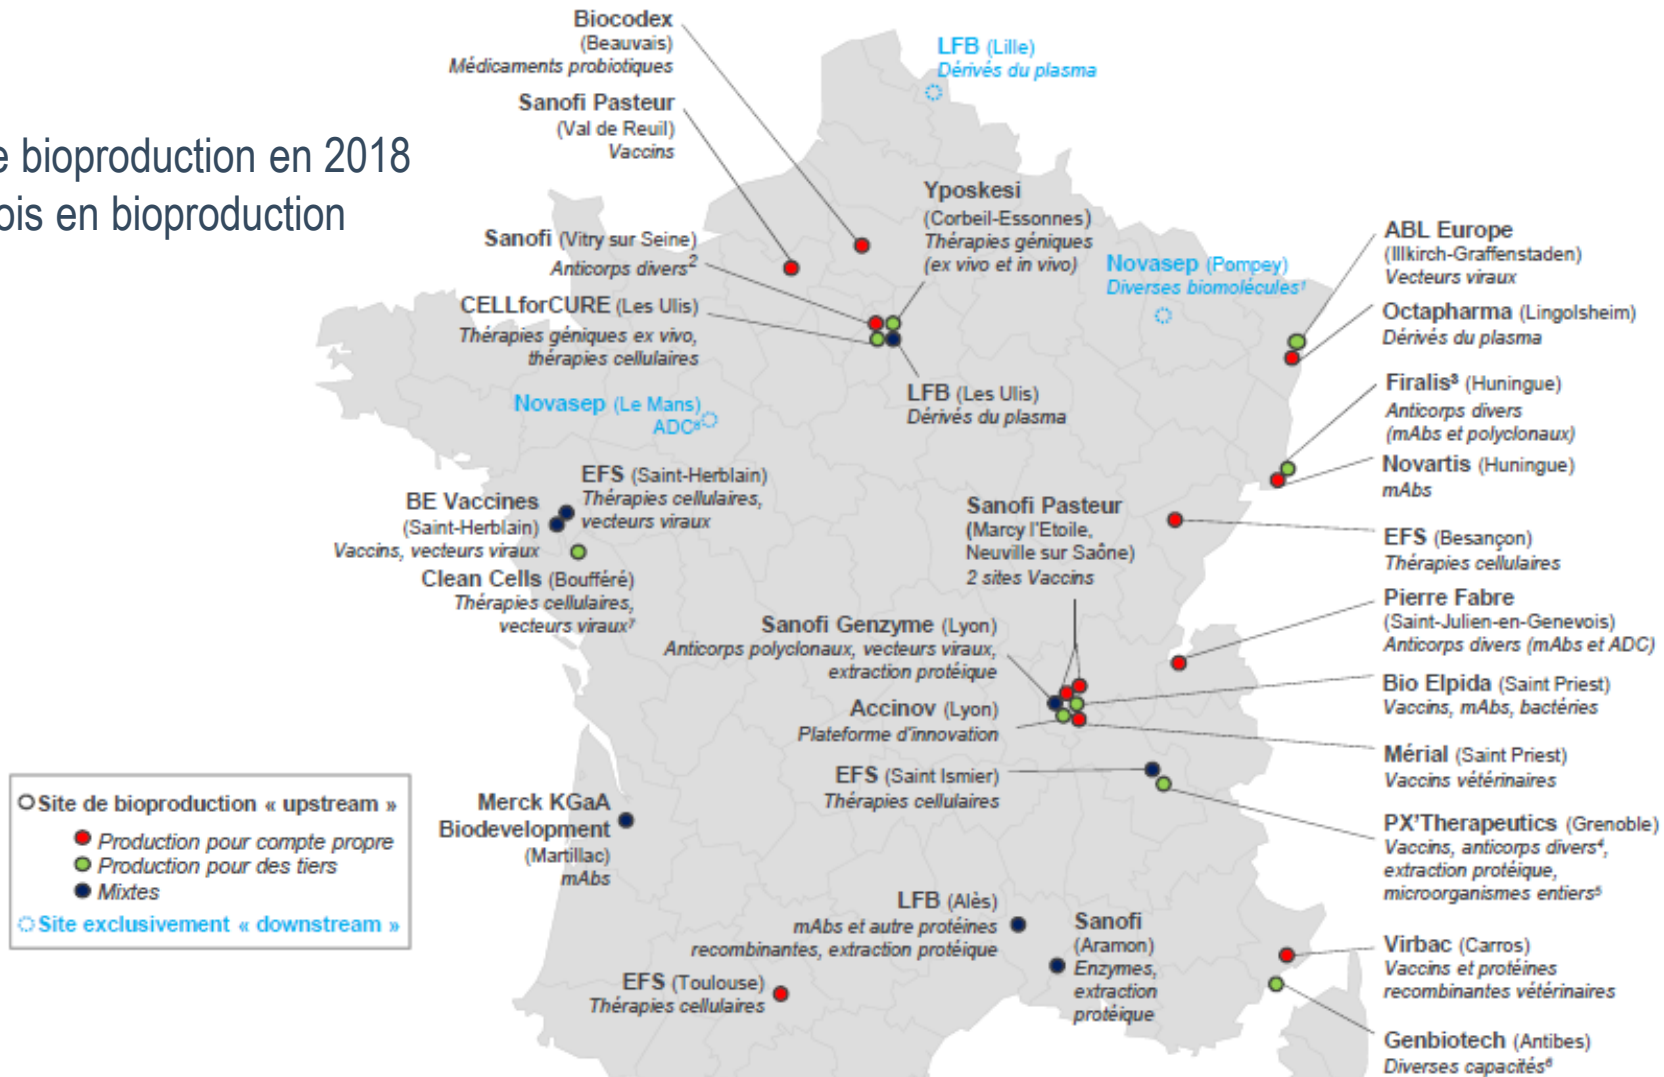 e bioproduction en 2018
ois en bioproduction
Biocodex
(Beauvais)
Médicaments probiotiques
Sanofi Pasteur
(Val de Reuil)
Vaccins
Sanofi (Vitry sur Seine)
Anticorps divers²
CELLforCURE (Les Ulis)
Thérapies géniques ex vivo,
thérapies cellulaires
Novasep (Le Mans)
ADC⁸
LFB (Lille)
Dérivés du plasma
Yposkesi
(Corbeil-Essonnes)
Thérapies géniques
(ex vivo et in vivo)
Novasep (Pompey)
Diverses biomolécules¹
LFB (Les Ulis)
Dérivés du plasma
ABL Europe
(Illkirch-Graffenstaden)
Vecteurs viraux
Octapharma (Lingolsheim)
Dérivés du plasma
Firalis³ (Huningue)
Anticorps divers
(mAbs et polyclonaux)
Novartis (Huningue)
mAbs
EFS (Besançon)
Thérapies cellulaires
Pierre Fabre
(Saint-Julien-en-Genevois)
Anticorps divers (mAbs et ADC)
Bio Elpida (Saint Priest)
Vaccins, mAbs, bactéries
Mérial (Saint Priest)
Vaccins vétérinaires
PX'Therapeutics (Grenoble)
Vaccins, anticorps divers⁴,
extraction protéique,
microorganismes entiers⁵
Virbac (Carros)
Vaccins et protéines
recombinantes vétérinaires
Genbiotech (Antibes)
Diverses capacités⁶
EFS (Saint-Herblain)
Thérapies cellulaires,
vecteurs viraux
BE Vaccines
(Saint-Herblain)
Vaccins, vecteurs viraux
Clean Cells (Boufféré)
Thérapies cellulaires,
vecteurs viraux⁷
Sanofi Pasteur
(Marcy l'Etoile,
Neuville sur Saône)
2 sites Vaccins
Sanofi Genzyme (Lyon)
Anticorps polyclonaux, vecteurs viraux,
extraction protéique
Accinov (Lyon)
Plateforme d'innovation
EFS (Saint Ismier)
Thérapies cellulaires
Merck KGaA
Biodevelopment
(Martillac)
mAbs
LFB (Alès)
mAbs et autre protéines
recombinantes, extraction protéique
Sanofi
(Aramon)
Enzymes,
extraction
protéique
EFS (Toulouse)
Thérapies cellulaires
Site de bioproduction « upstream »
Production pour compte propre
Production pour des tiers
Mixtes
Site exclusivement « downstream »